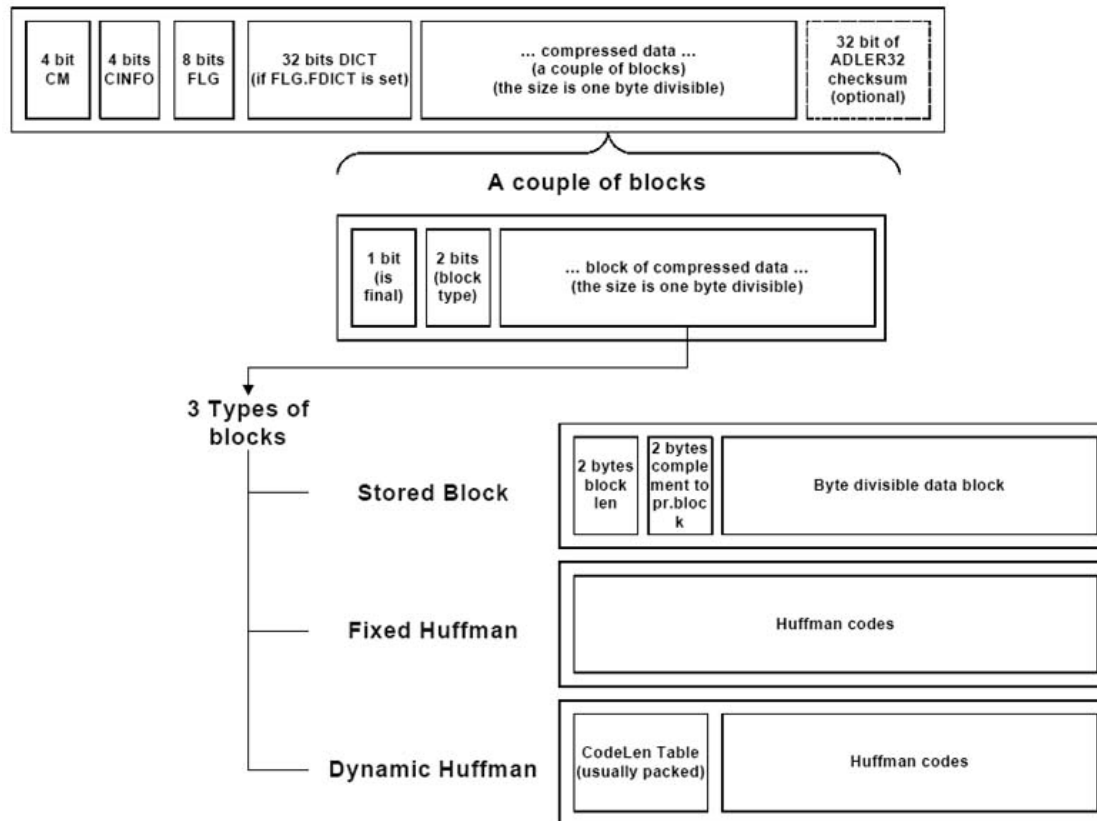 4 bit
CM
4 bits
CINFO
8 bits
FLG
32 bits DICT
(if FLG.FDICT is set)
... compressed data ...
(a couple of blocks)
(the size is one byte divisible)
32 bit of
ADLER32
checksum
(optional)
A couple of blocks
1 bit
(is
final)
2 bits
(block
type)
... block of compressed data ...
(the size is one byte divisible)
3 Types of
blocks
Stored Block
2 bytes
block
len
2 bytes
comple
ment to
pr.bloc
k
Byte divisible data block
Fixed Huffman
Huffman codes
Dynamic Huffman
CodeLen Table
(usually packed)
Huffman codes